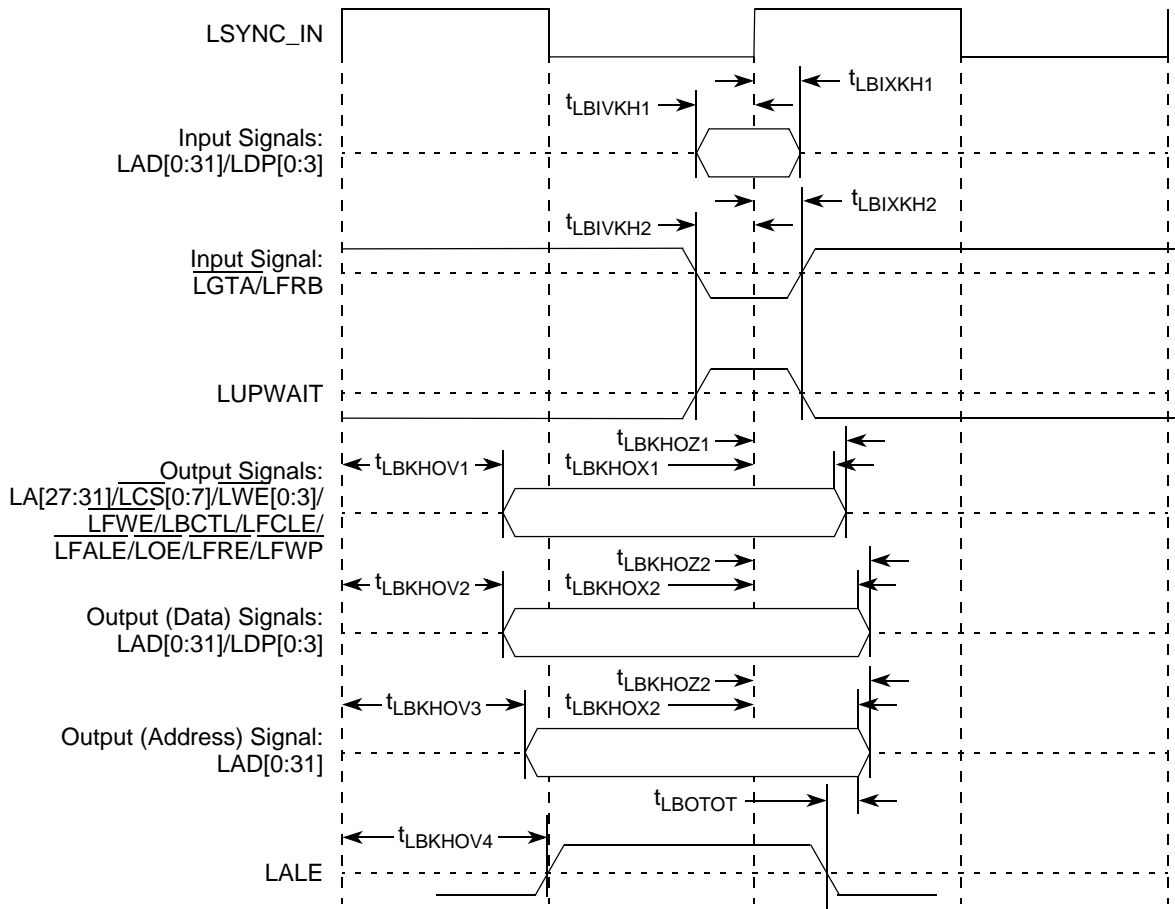 LSYNC_IN
tLBIXKH1
tLBIVKH1
Input Signals:
LAD[0:31]/LDP[0:3]
tLBIXKH2
tLBIVKH2
Input Signal:
LGTA/LFRB
LUPWAIT
tLBKHOZ1
tLBKHOV1
tLBKHOX1
Output Signals:
LA[27:31]/LCS[0:7]/LWE[0:3]/
LFWE/LBCTL/LFCLE/
LFALE/LOE/LFRE/LFWP
tLBKHOZ2
tLBKHOV2
tLBKHOX2
Output (Data) Signals:
LAD[0:31]/LDP[0:3]
tLBKHOZ2
tLBKHOV3
tLBKHOX2
Output (Address) Signal:
LAD[0:31]
tLBOTOT
tLBKHOV4
LALE